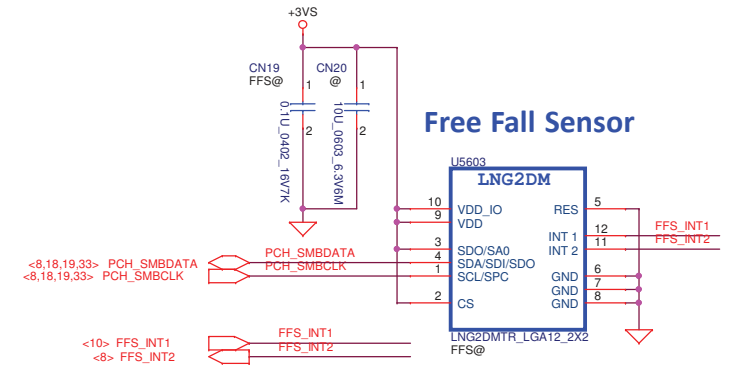 +3VS
CN19
FFS@
1
2
0.1U_0402_16V7K
CN20
@
1
2
10U_0603_6.3V6M
Free Fall Sensor
U5603
LNG2DM
10 VDD_IO RES 5
9 VDD
INT 1 12 FFS_INT1
INT 2 11 FFS_INT2
3 SDO/SA0
<8,18,19,33> PCH_SMBDATA PCH_SMBDATA 4 SDA/SDI/SDO
<8,18,19,33> PCH_SMBCLK PCH_SMBCLK 1 SCL/SPC
GND 6
GND 7
2 CS GND 8
<10> FFS_INT1 FFS_INT1
<8> FFS_INT2 FFS_INT2
LNG2DMTR_LGA12_2X2
FFS@